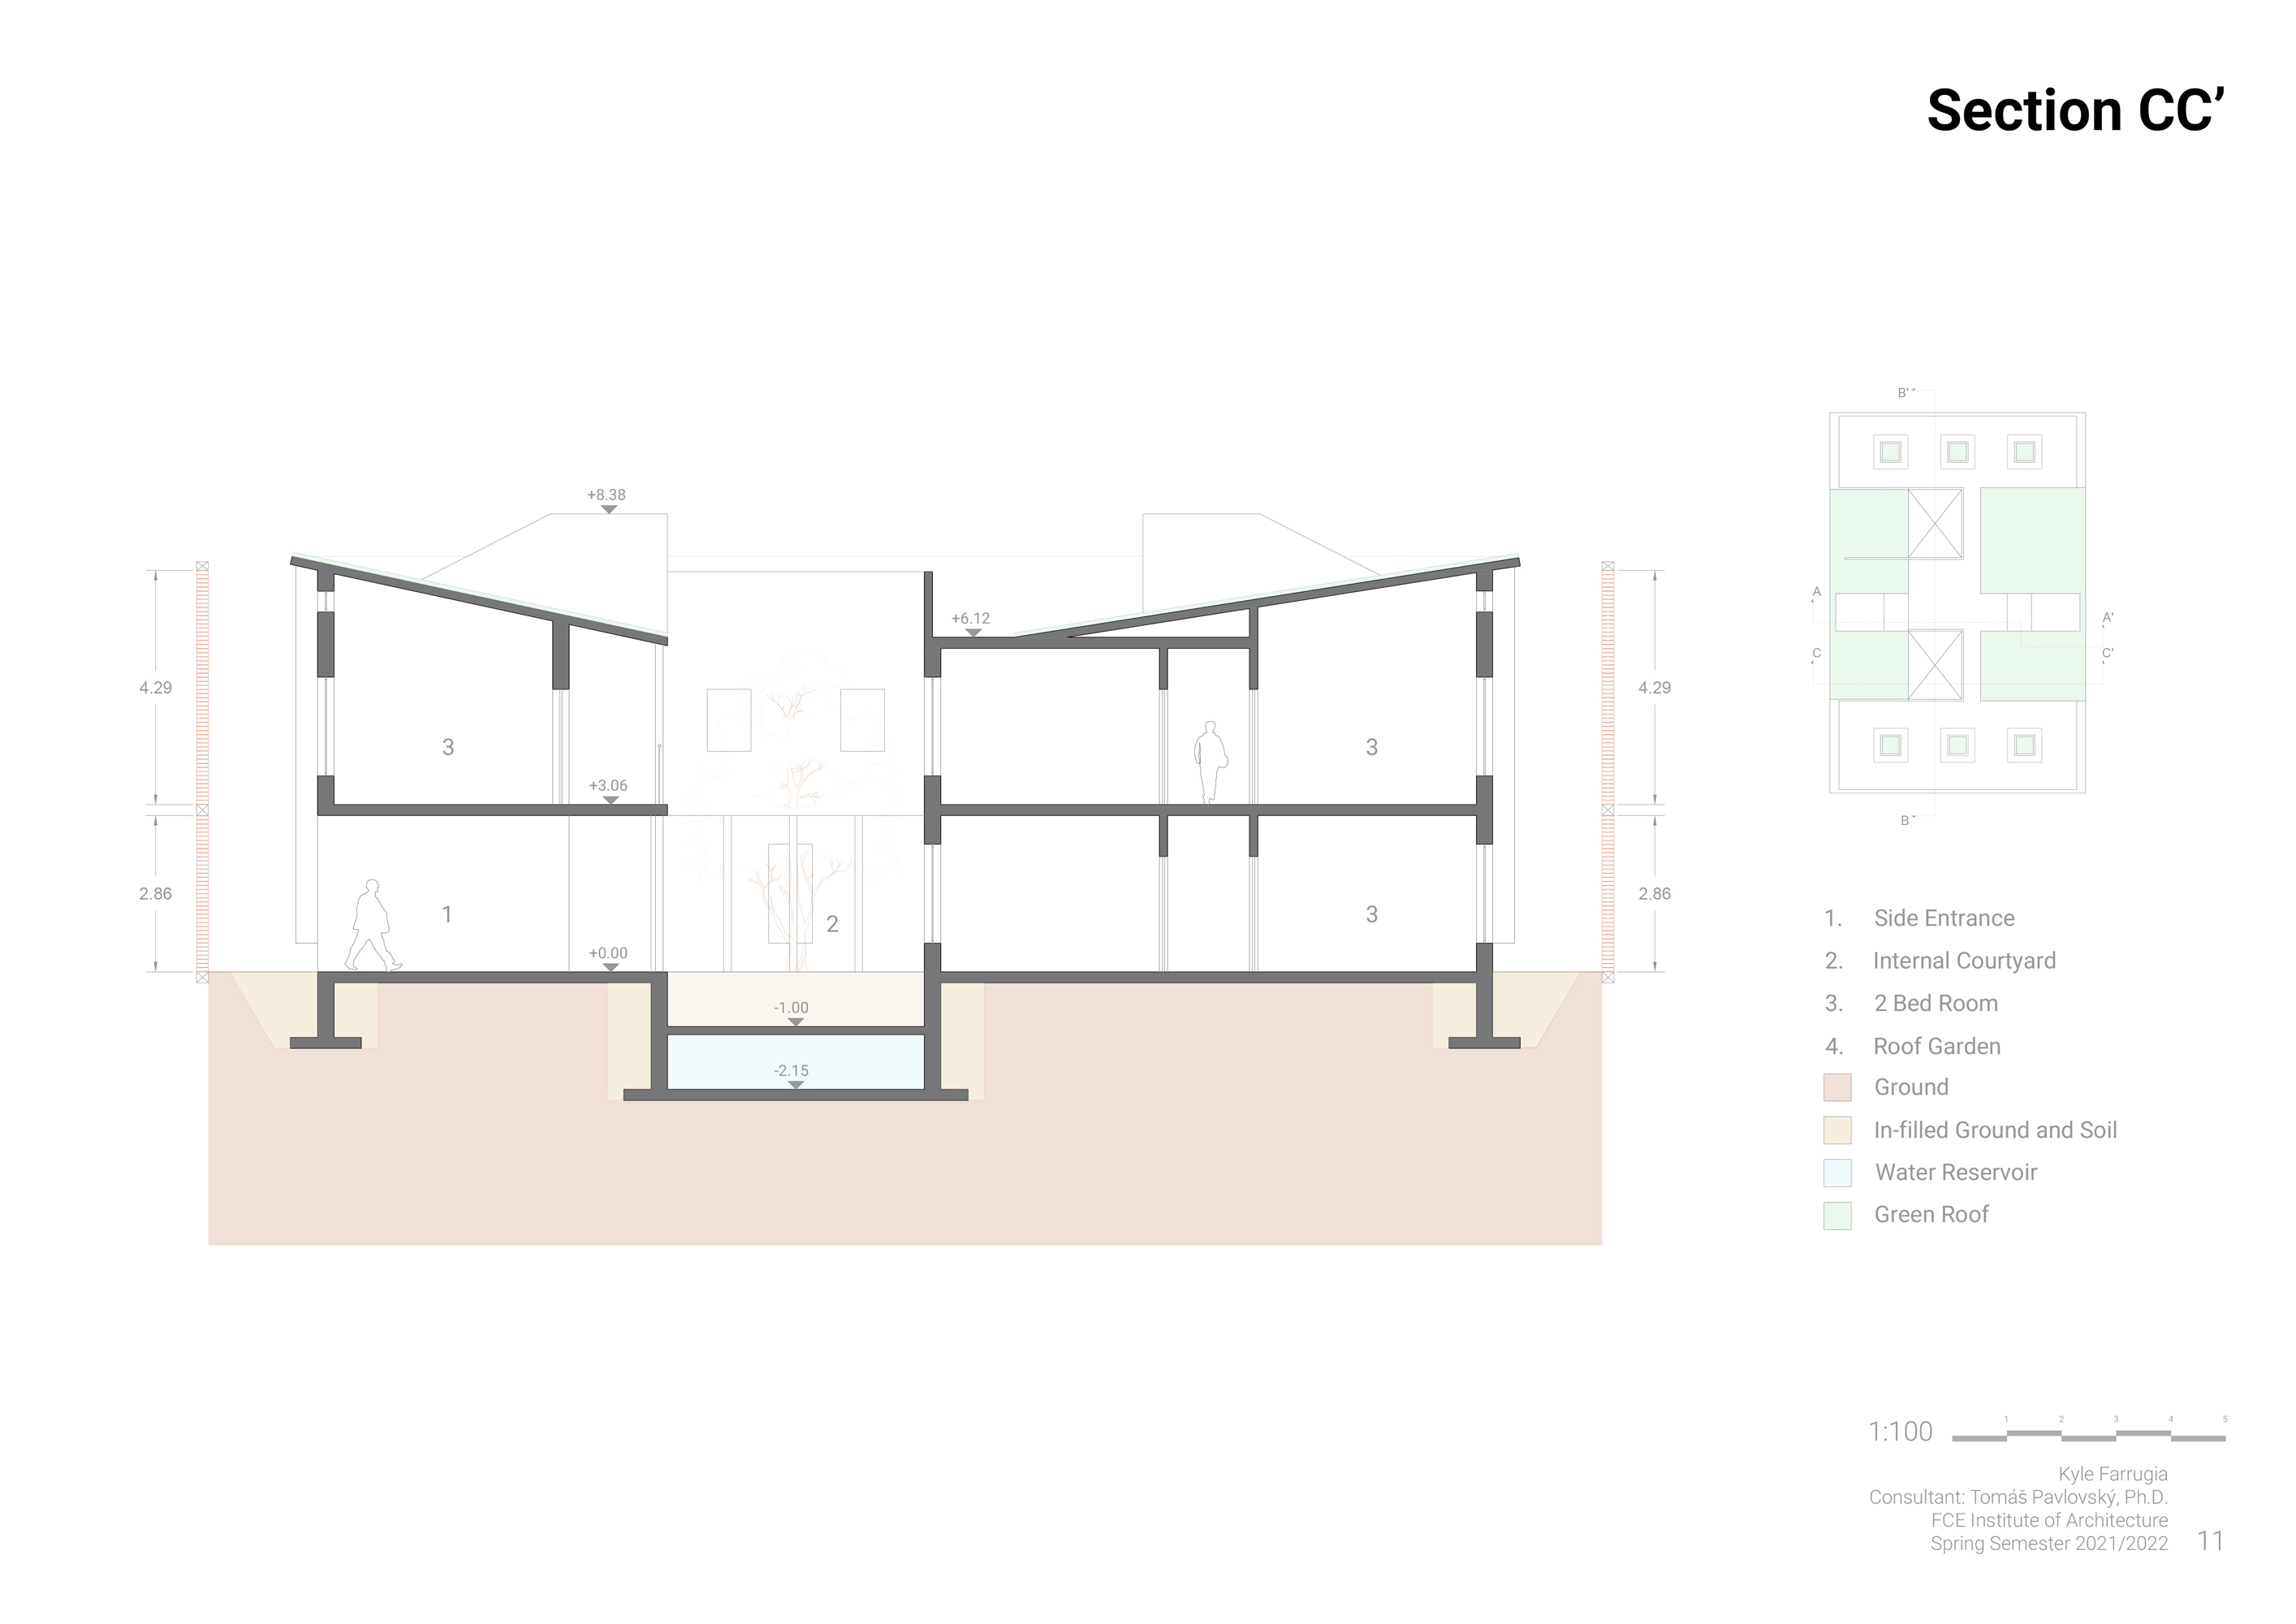 Section CC’
B'
+8.38
+6.12
A
A'
C
C'
4.29
3
3
4.29
+3.06
B
2.86
1
2
3
2.86
+0.00
-1.00
-2.15
1. Side Entrance
2. Internal Courtyard
3. 2 Bed Room
4. Roof Garden
Ground
In-filled Ground and Soil
Water Reservoir
Green Roof
1:100
1 2 3 4 5
Kyle Farrugia
Consultant: Tomáš Pavlovský, Ph.D.
FCE Institute of Architecture
Spring Semester 2021/2022
11